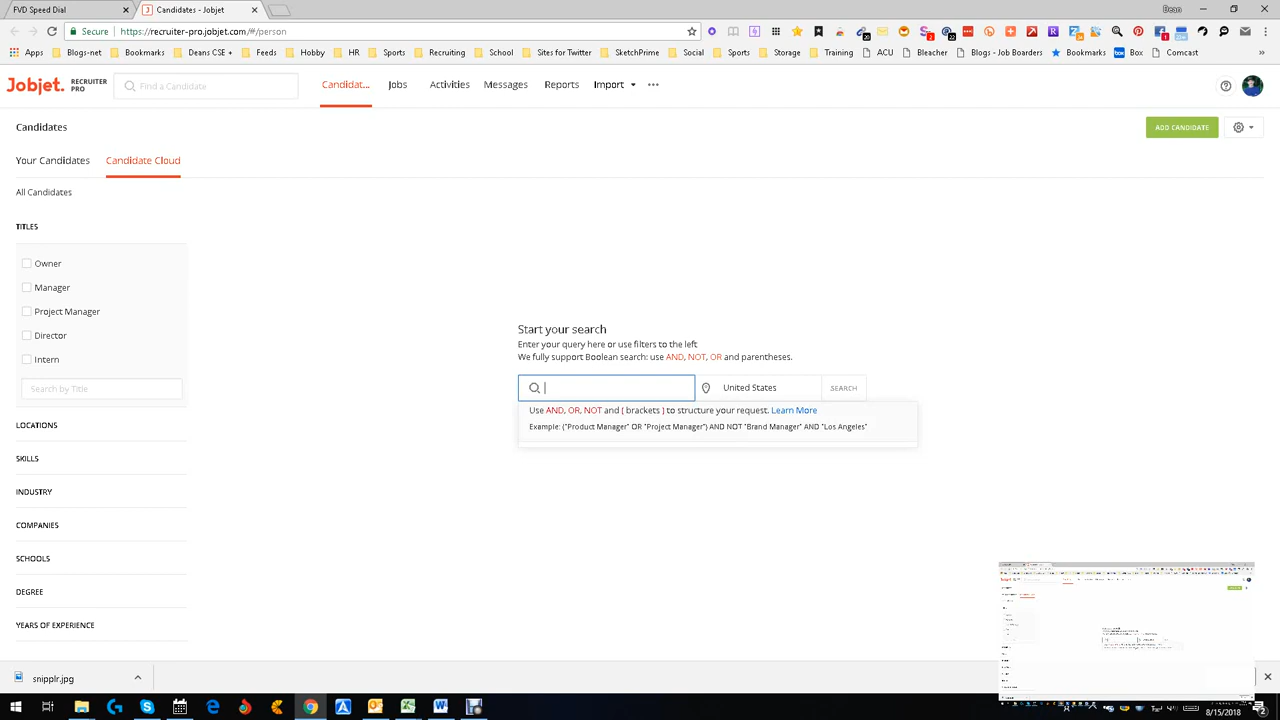 FVD Speed Dial
Candidates - Jobjet
Dean
Secure
https://recruiter-pro.jobjet.com/#/person
Apps
Blogs-net
Bookmarks
Deno CSE +
Feeds
Hobby
HR
Sports
Recruitin
School
Sites for Twitter
SketchPrime
Social
Sports
Storage
Training
ACU
Bleacher
Blogs - Job Boarders
Bookmarks
Box
Comcast
Jobjet. RECRUITER PRO
Find a Candidate
Candidat...
Jobs
Activities
Messages
Reports
Import
Candidates
ADD CANDIDATE
Your Candidates
Candidate Cloud
All Candidates
TITLES
Owner
Manager
Project Manager
Director
Intern
Search by Title
LOCATIONS
SKILLS
INDUSTRY
COMPANIES
SCHOOLS
DEGREE
YEARS OF EXPERIENCE
Start your search
Enter your query here or use filters to the left
We fully support Boolean search: use AND, NOT, OR and parentheses.
United States
SEARCH
Use AND, OR, NOT and ( brackets ) to structure your request. Learn More
Example: ("Product Manager" OR "Project Manager") AND NOT "Brand Manager" AND "Los Angeles"
snipplr.jpg
8/15/2018